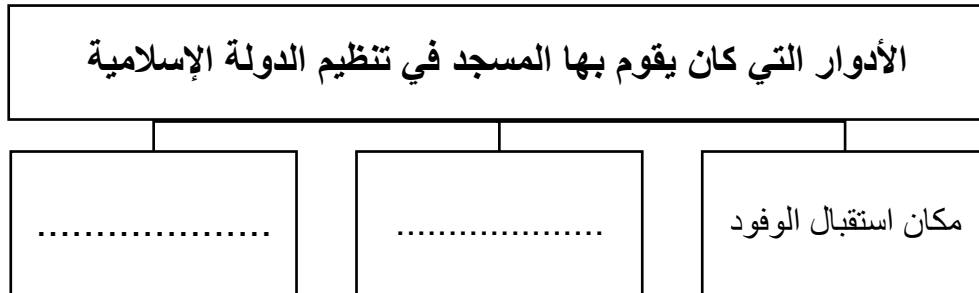 الأدوار التي كان يقوم بها المسجد في تنظيم الدولة الإسلامية
مكان استقبال الوفود
....................
....................